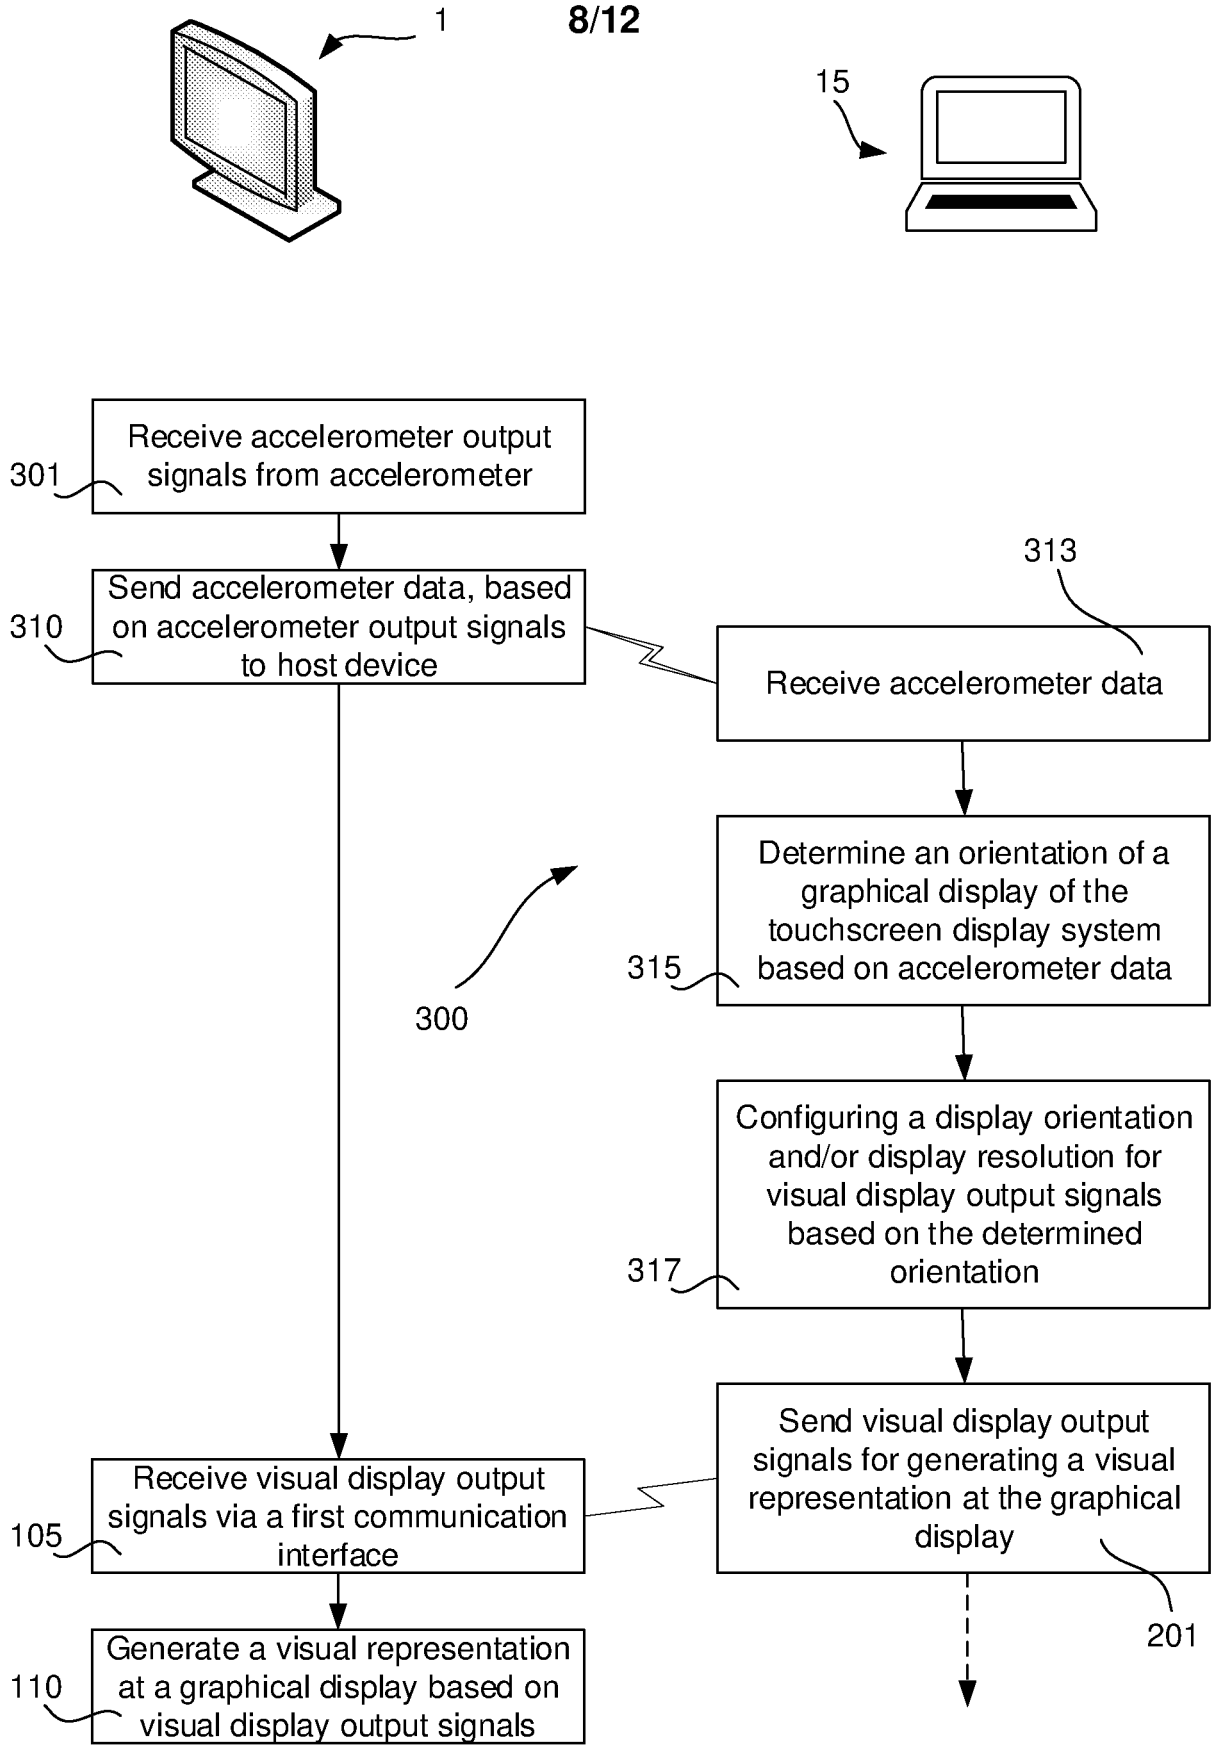 1
8/12
15
Receive accelerometer output
signals from accelerometer
301
Send accelerometer data, based
on accelerometer output signals
to host device
310
313
Receive accelerometer data
Determine an orientation of a
graphical display of the
touchscreen display system
based on accelerometer data
315
300
Configuring a display orientation
and/or display resolution for
visual display output signals
based on the determined
orientation
317
Send visual display output
signals for generating a visual
representation at the graphical
display
201
Receive visual display output
signals via a first communication
interface
105
Generate a visual representation
at a graphical display based on
visual display output signals
110